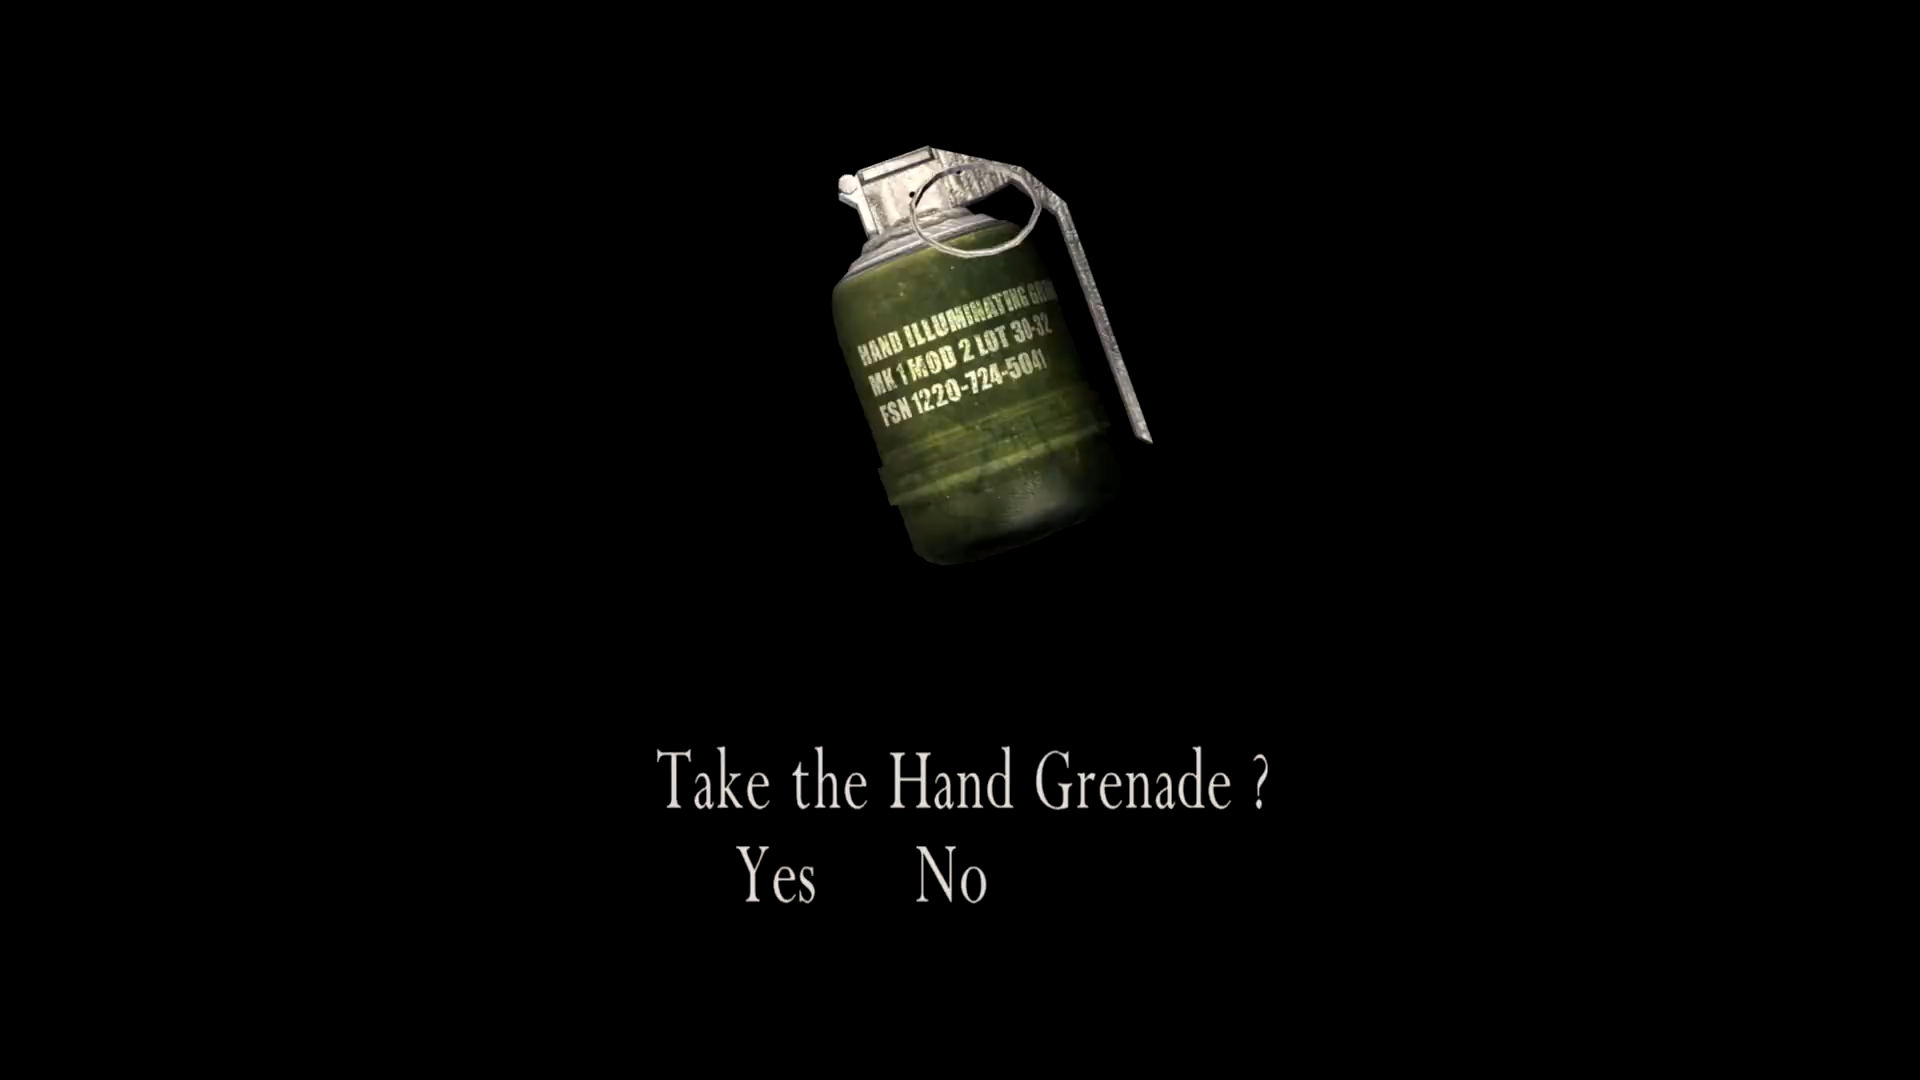 HAND ILLUMINATING
MK 1 MOD 2 LOT 30-32
FSN 1220-724-5041
Take the Hand Grenade ?
Yes No